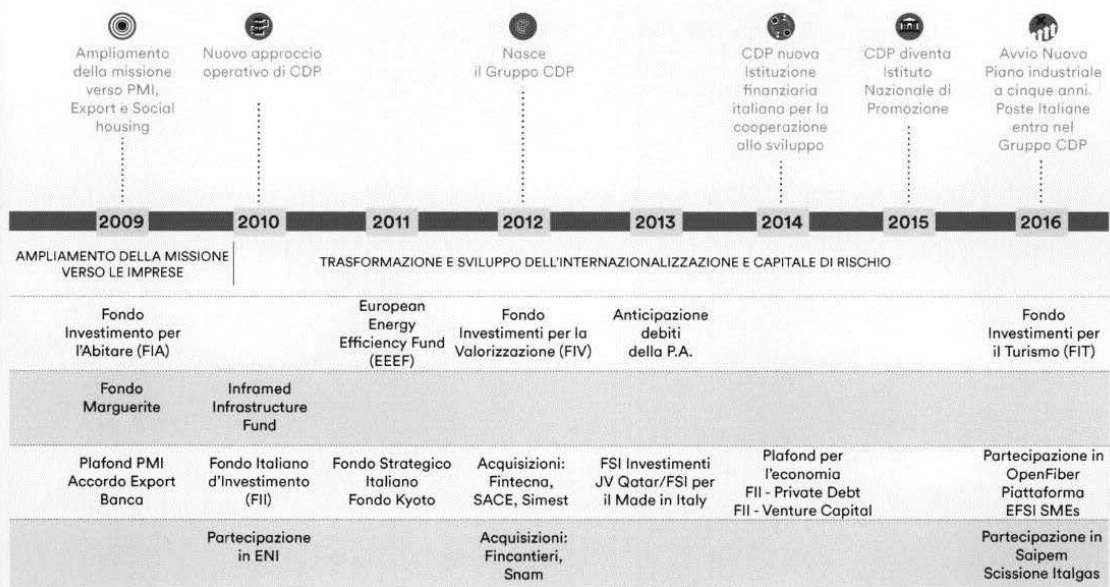 Ampliamento
della missione
verso PMI,
Export e Social
housing
Nuovo approccio
operativo di CDP
Nasce
il Gruppo CDP
CDP nuova
Istituzione
finanziaria
italiana per la
cooperazione
allo sviluppo
CDP diventa
Istituto
Nazionale di
Promozione
Avvio Nuovo
Piano industriale
a cinque anni.
Poste Italiane
entra nel
Gruppo CDP
2009 2010 2011 2012 2013 2014 2015 2016
AMPLIAMENTO DELLA MISSIONE
VERSO LE IMPRESE
TRASFORMAZIONE E SVILUPPO DELL'INTERNAZIONALIZZAZIONE E CAPITALE DI RISCHIO
Fondo
Investimento per
l'Abitare (FIA)
European
Energy
Efficiency Fund
(EEEF)
Fondo
Investimenti per la
Valorizzazione (FIV)
Anticipazione
debiti
della P.A.
Fondo
Investimenti per
il Turismo (FIT)
Fondo
Marguerite
Inframed
Infrastructure
Fund
Plafond PMI
Accordo Export
Banca
Fondo Italiano
d'Investimento
(FII)
Fondo Strategico
Italiano
Fondo Kyoto
Acquisizioni:
Fintecna,
SACE, Simest
FSI Investimenti
JV Qatar/FSI per
il Made in Italy
Plafond per
l'economia
FII - Private Debt
FII - Venture Capital
Partecipazione in
OpenFiber
Piattaforma
EFSI SMEs
Partecipazione
in ENI
Acquisizioni:
Fincantieri,
Snam
Partecipazione in
Saipem
Scissione Italgas